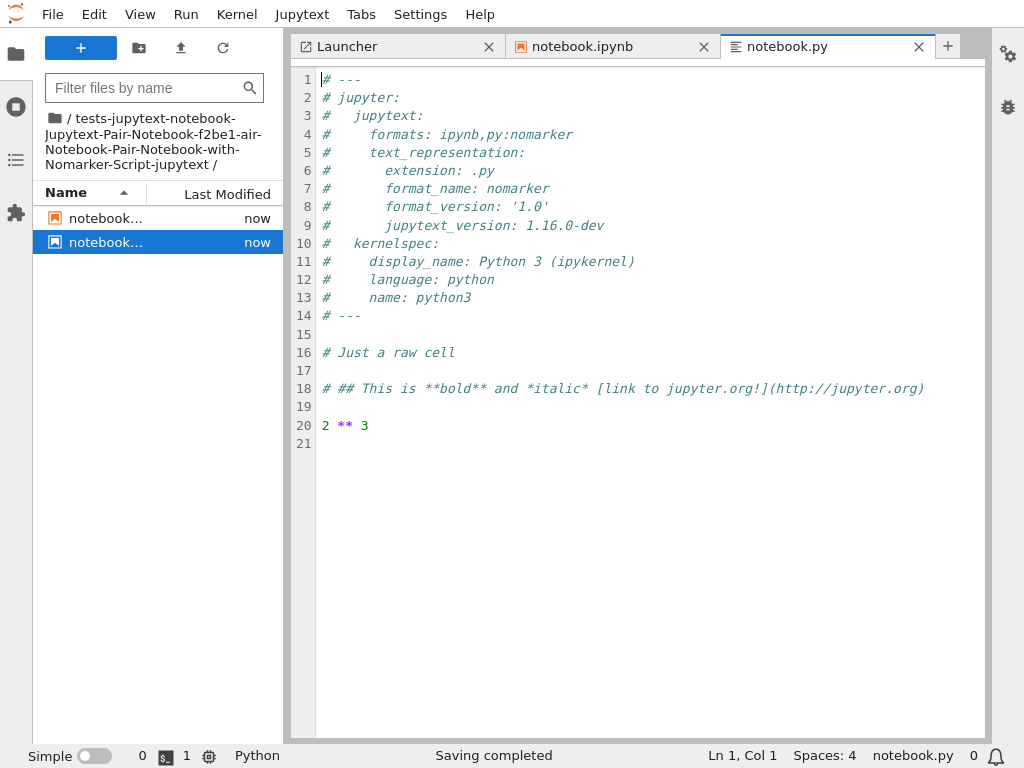 File Edit View Run Kernel Jupytext Tabs Settings Help
Filter files by name
/ tests-jupytext-notebook-
Jupytext-Pair-Notebook-f2be1-air-
Notebook-Pair-Notebook-with-
Nomarker-Script-jupytext /
Name Last Modified
notebook… now
notebook… now
Launcher notebook.ipynb notebook.py
1 # ---
2 # jupyter:
3 #   jupytext:
4 #     formats: ipynb,py:nomarker
5 #     text_representation:
6 #       extension: .py
7 #       format_name: nomarker
8 #       format_version: '1.0'
9 #       jupytext_version: 1.16.0-dev
10 #   kernelspec:
11 #     display_name: Python 3 (ipykernel)
12 #     language: python
13 #     name: python3
14 # ---
15
16 # Just a raw cell
17
18 # ## This is **bold** and *italic* [link to jupyter.org!](http://jupyter.org)
19
20 2 ** 3
21
Simple 0 $_ 1 Python Saving completed Ln 1, Col 1 Spaces: 4 notebook.py 0